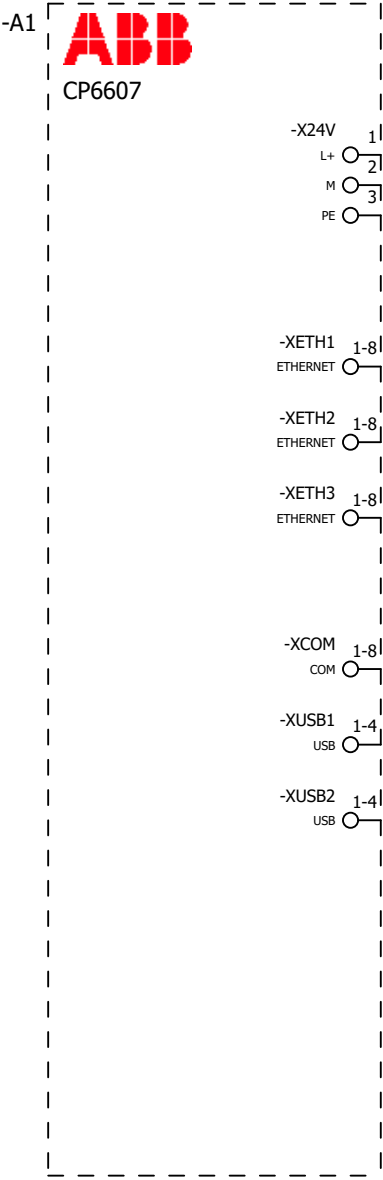 -A1
ABB
CP6607
-X24V 1
L+
2
M
3
PE
-XETH1 1-8
ETHERNET
-XETH2 1-8
ETHERNET
-XETH3 1-8
ETHERNET
-XCOM 1-8
COM
-XUSB1 1-4
USB
-XUSB2 1-4
USB